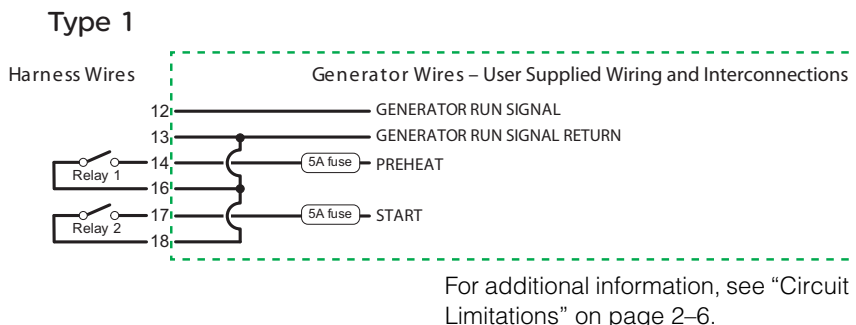 Type 1
Harness Wires
Generator Wires – User Supplied Wiring and Interconnections
12
GENERATOR RUN SIGNAL
13
GENERATOR RUN SIGNAL RETURN
14
5A fuse
PREHEAT
Relay 1
16
17
5A fuse
START
Relay 2
18
For additional information, see “Circuit
Limitations” on page 2–6.